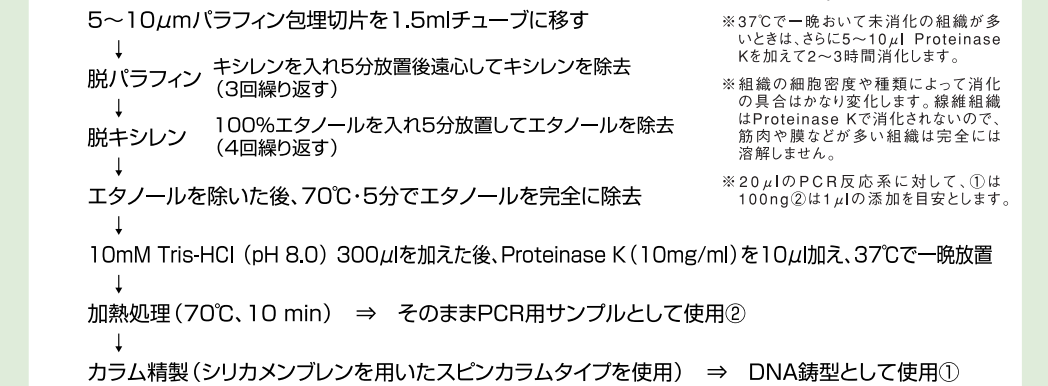 5〜10μmパラフィン包埋切片を1.5mlチューブに移す
↓
脱パラフィン キシレンを入れ5分放置後遠心してキシレンを除去
（3回繰り返す）
↓
脱キシレン 100%エタノールを入れ5分放置してエタノールを除去
（4回繰り返す）
↓
エタノールを除いた後、70℃・5分でエタノールを完全に除去
↓
10mM Tris-HCl（pH 8.0）300μlを加えた後、Proteinase K（10mg/ml）を10μl加え、37℃で一晩放置
↓
加熱処理（70℃、10 min） ⇒ そのままPCR用サンプルとして使用②
↓
カラム精製（シリカメンブレンを用いたスピンカラムタイプを使用） ⇒ DNA鋳型として使用①
※37℃で一晩おいて未消化の組織が多
いときは、さらに5〜10μl Proteinase
Kを加えて2〜3時間消化します。
※組織の細胞密度や種類によって消化
の具合はかなり変化します。線維組織
はProteinase Kで消化されないので、
筋肉や膜などが多い組織は完全には
溶解しません。
※20μlのPCR反応系に対して、①は
100ng②は1μlの添加を目安とします。